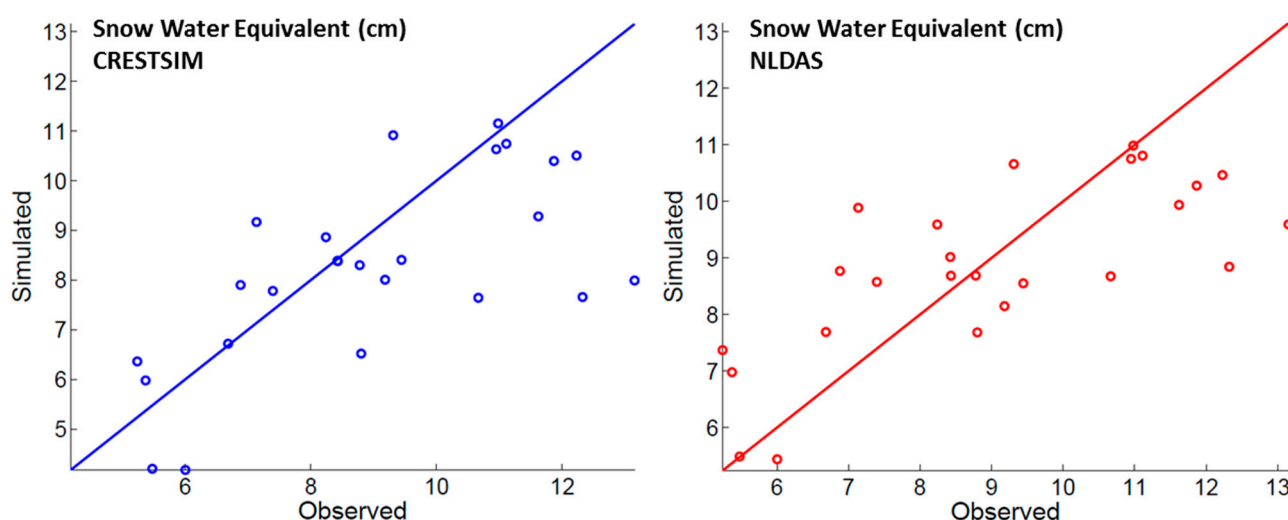 Snow Water Equivalent (cm)
CRESTSIM
13
12
11
10
9
8
7
6
5
Simulated
6 8 10 12
Observed
Snow Water Equivalent (cm)
NLDAS
13
12
11
10
9
8
7
6
Simulated
6 7 8 9 10 11 12 13
Observed